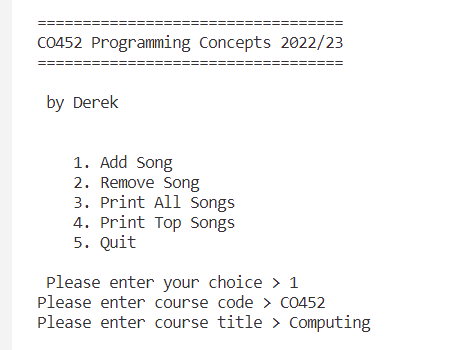 ==================================
CO452 Programming Concepts 2022/23
==================================
by Derek
1. Add Song
2. Remove Song
3. Print All Songs
4. Print Top Songs
5. Quit
Please enter your choice > 1
Please enter course code > CO452
Please enter course title > Computing